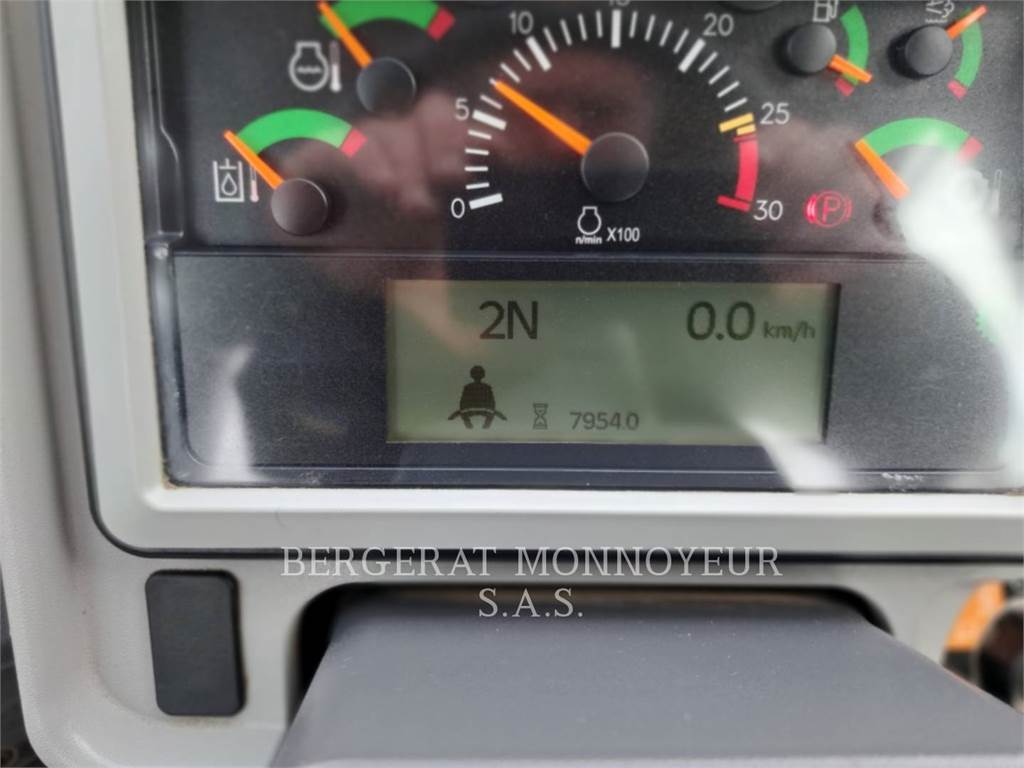 15
10
20
5
25
0
30
n/min X100
P
2N 0.0 km/h
7954.0
BERGERAT MONNOYEUR
S.A.S.